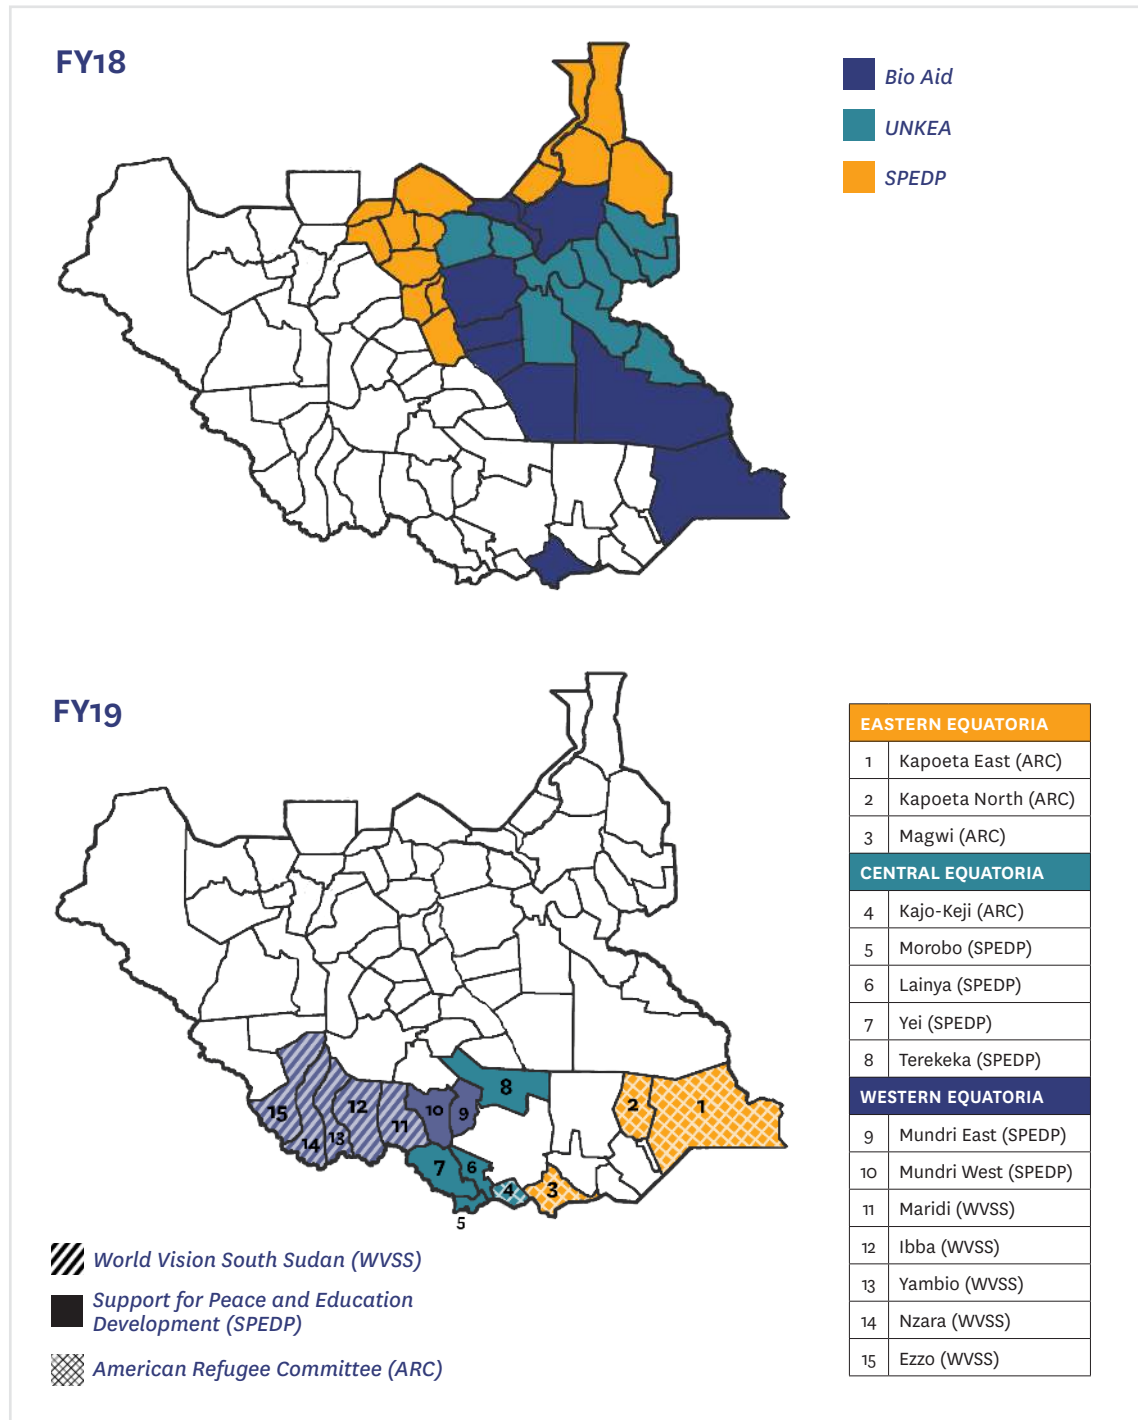 FY18
Bio Aid
UNKEA
SPEDP
FY19
1
2
3
4
5
6
7
8
9
10
11
12
13
14
15
World Vision South Sudan (WVSS)
Support for Peace and Education
Development (SPEDP)
American Refugee Committee (ARC)
EASTERN EQUATORIA
1 Kapoeta East (ARC)
2 Kapoeta North (ARC)
3 Magwi (ARC)
CENTRAL EQUATORIA
4 Kajo-Keji (ARC)
5 Morobo (SPEDP)
6 Lainya (SPEDP)
7 Yei (SPEDP)
8 Terekeka (SPEDP)
WESTERN EQUATORIA
9 Mundri East (SPEDP)
10 Mundri West (SPEDP)
11 Maridi (WVSS)
12 Ibba (WVSS)
13 Yambio (WVSS)
14 Nzara (WVSS)
15 Ezzo (WVSS)